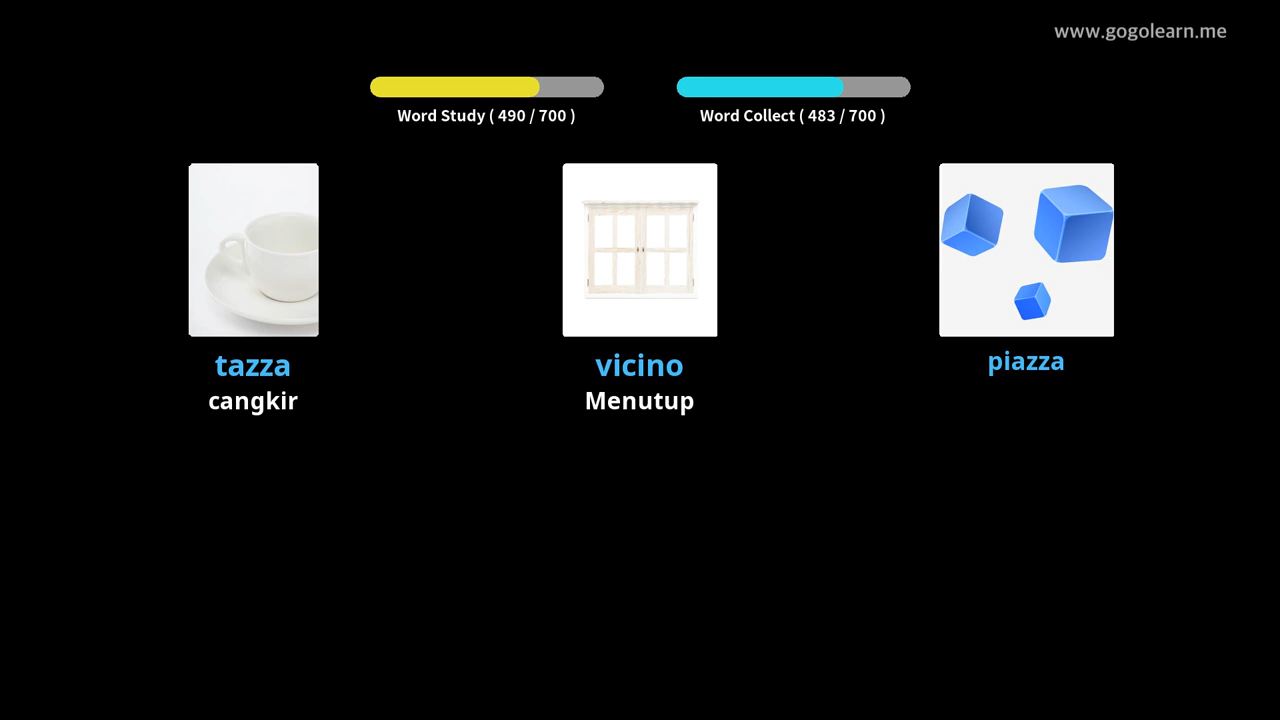 www.gogolearn.me
Word Study ( 490 / 700 )
Word Collect ( 483 / 700 )
tazza
cangkir
vicino
Menutup
piazza